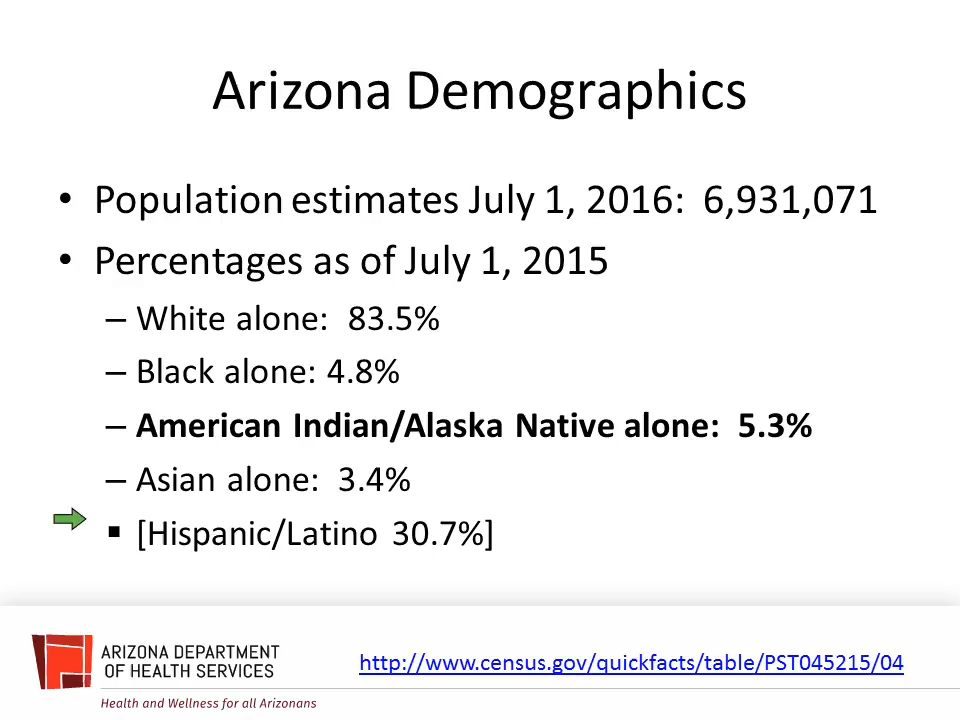 Arizona Demographics
• Population estimates July 1, 2016: 6,931,071
• Percentages as of July 1, 2015
– White alone: 83.5%
– Black alone: 4.8%
– American Indian/Alaska Native alone: 5.3%
– Asian alone: 3.4%
▪ [Hispanic/Latino 30.7%]
ARIZONA DEPARTMENT
OF HEALTH SERVICES
Health and Wellness for all Arizonans
http://www.census.gov/quickfacts/table/PST045215/04